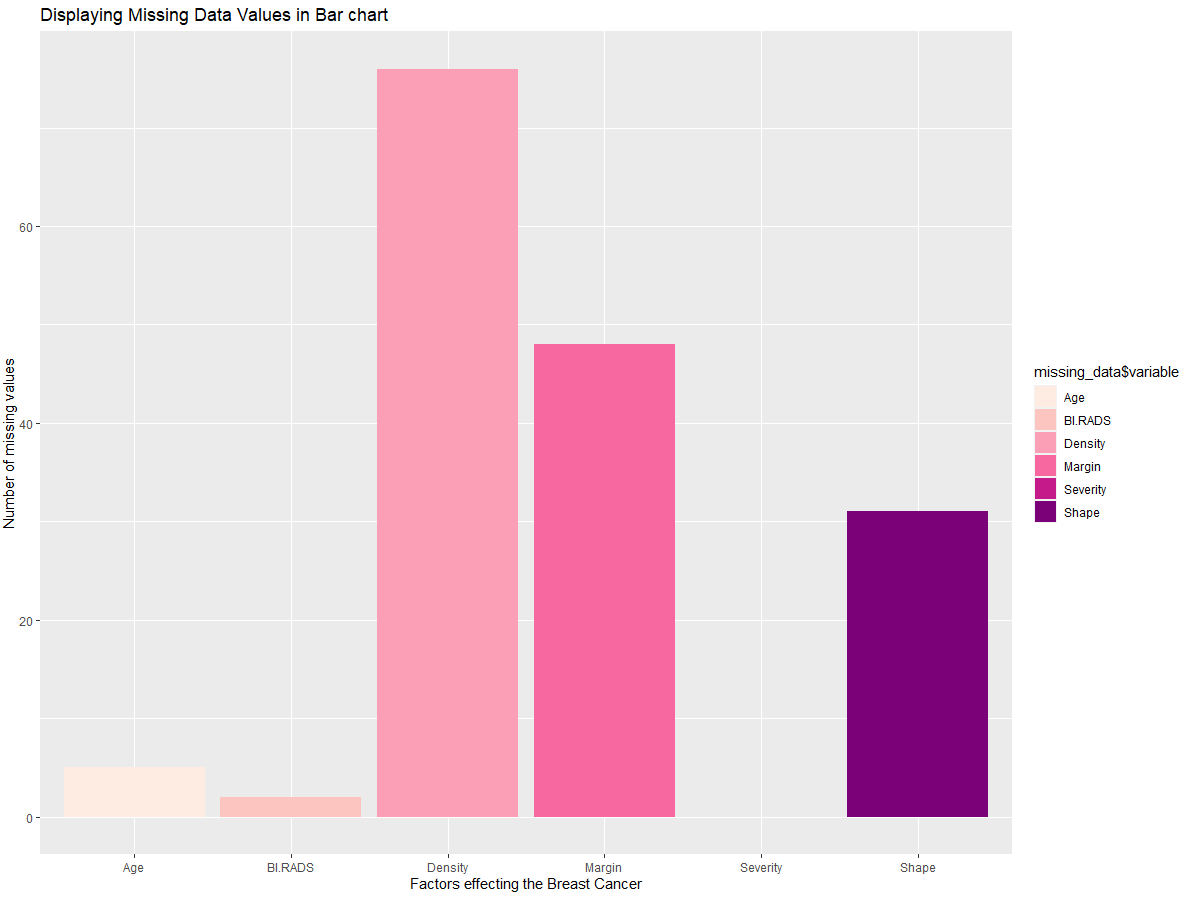 Displaying Missing Data Values in Bar chart
Number of missing values
60
40
20
0
Age
BI.RADS
Density
Margin
Severity
Shape
Factors effecting the Breast Cancer
missing_data$variable
Age
BI.RADS
Density
Margin
Severity
Shape